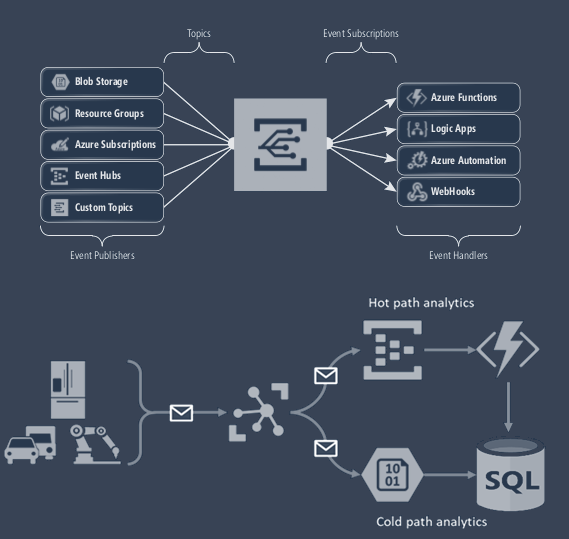 Topics
Event Subscriptions
Blob Storage
Resource Groups
Azure Subscriptions
Event Hubs
Custom Topics
Azure Functions
Logic Apps
Azure Automation
WebHooks
Event Publishers
Event Handlers
Hot path analytics
10
01
SQL
Cold path analytics